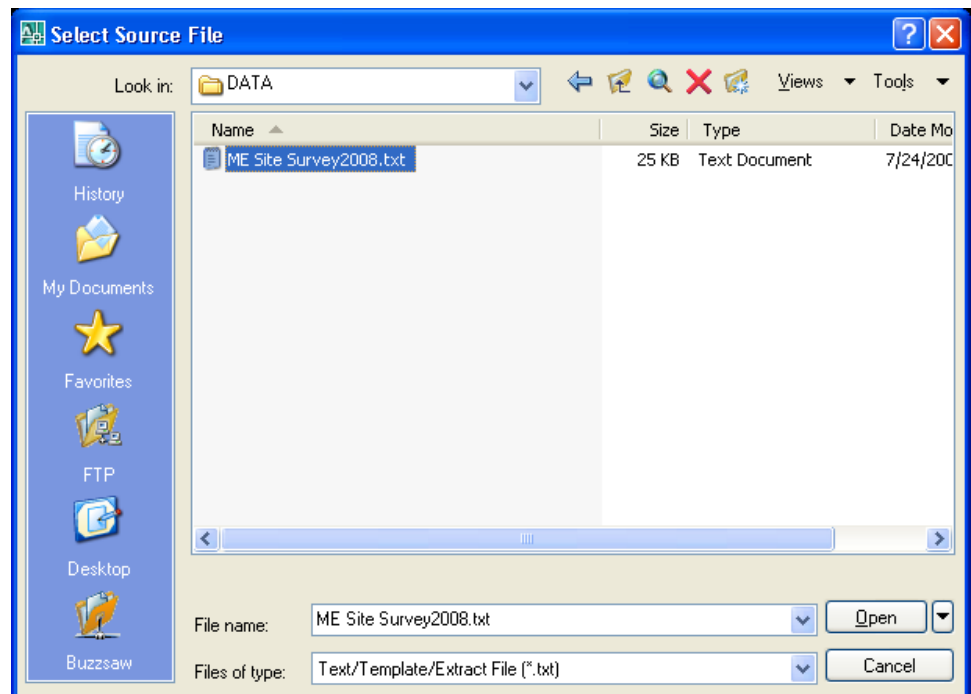 Select Source File
Look in: DATA Views Tools
Name Size Type Date Mo
ME Site Survey2008.txt 25 KB Text Document 7/24/200
History
My Documents
Favorites
FTP
Desktop
Buzzsaw
File name: ME Site Survey2008.txt Open
Files of type: Text/Template/Extract File (*.txt) Cancel